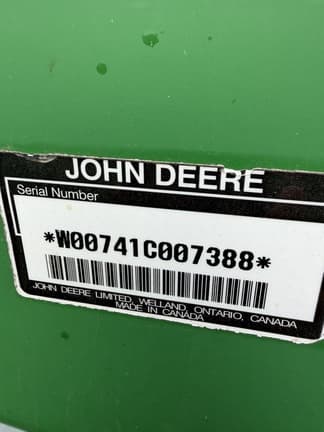 JOHN DEERE
Serial Number
*W00741C007388*
JOHN DEERE LIMITED, WELLAND, ONTARIO, CANADA
MADE IN CANADA